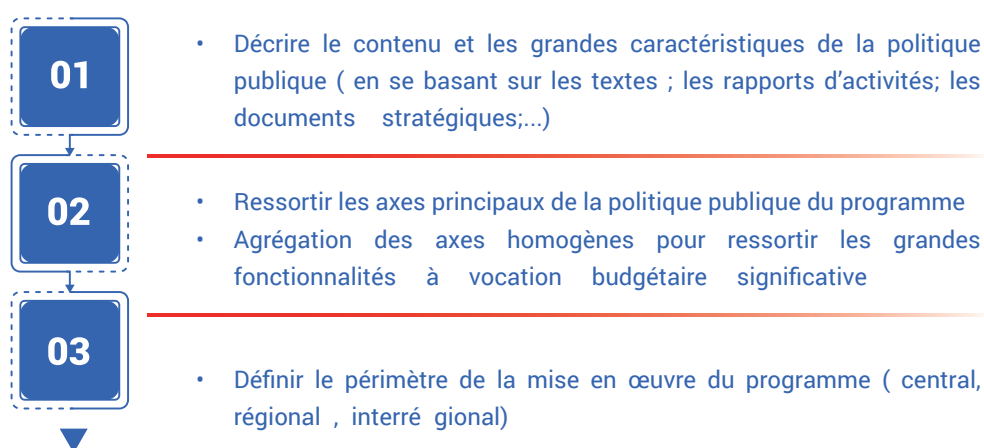 01
• Décrire le contenu et les grandes caractéristiques de la politique
publique ( en se basant sur les textes ; les rapports d’activités; les
documents stratégiques;...)
02
• Ressortir les axes principaux de la politique publique du programme
• Agrégation des axes homogènes pour ressortir les grandes
fonctionnalités à vocation budgétaire significative
03
• Définir le périmètre de la mise en œuvre du programme ( central,
régional , interré gional)